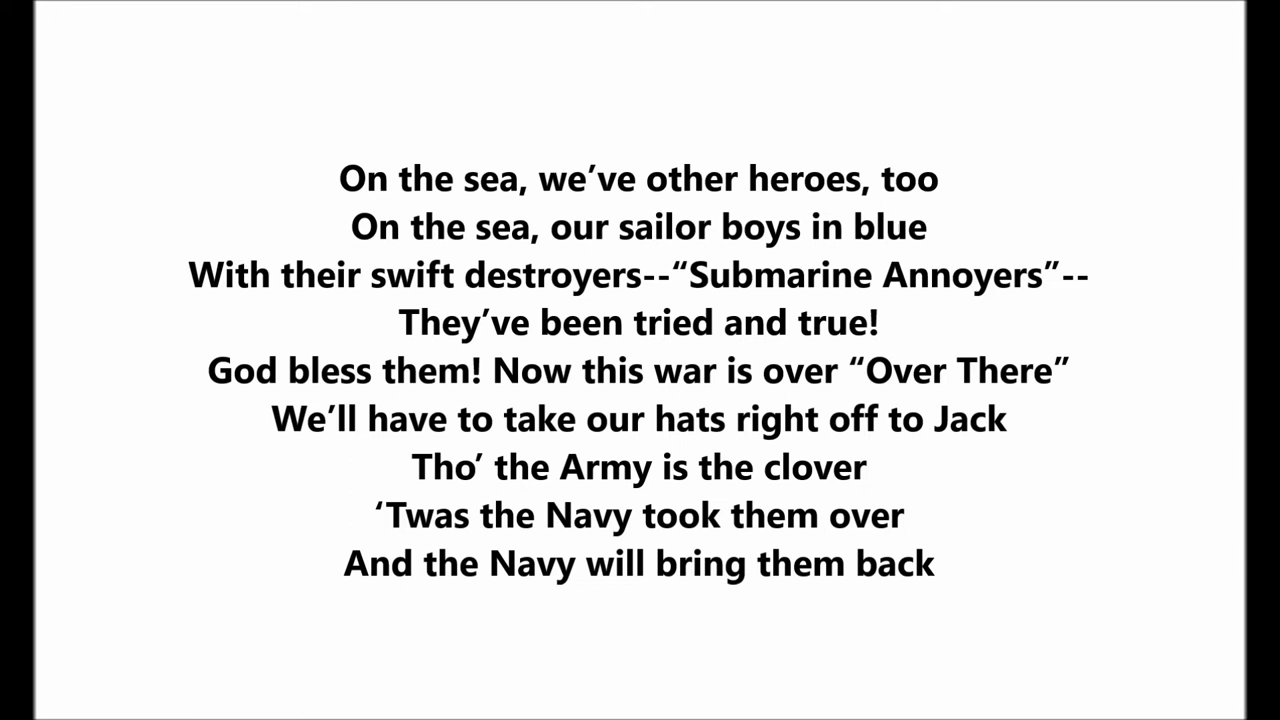 On the sea, we’ve other heroes, too
On the sea, our sailor boys in blue
With their swift destroyers--“Submarine Annoyers”--
They’ve been tried and true!
God bless them! Now this war is over “Over There”
We’ll have to take our hats right off to Jack
Tho’ the Army is the clover
‘Twas the Navy took them over
And the Navy will bring them back